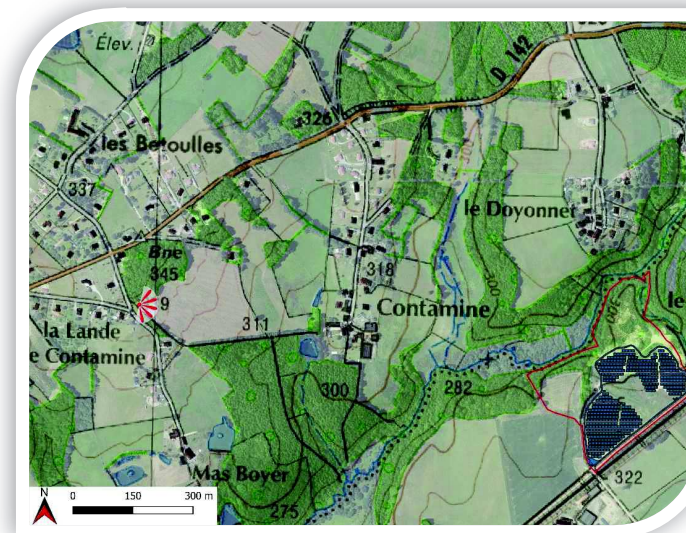 Élev.
D 142
326
les Betoulles
337
le Doyonner
Bne
345
318
9
Contamine
311
la Lande
e Contamine
300
282
Mas Boyer
322
275
N
0 150 300 m